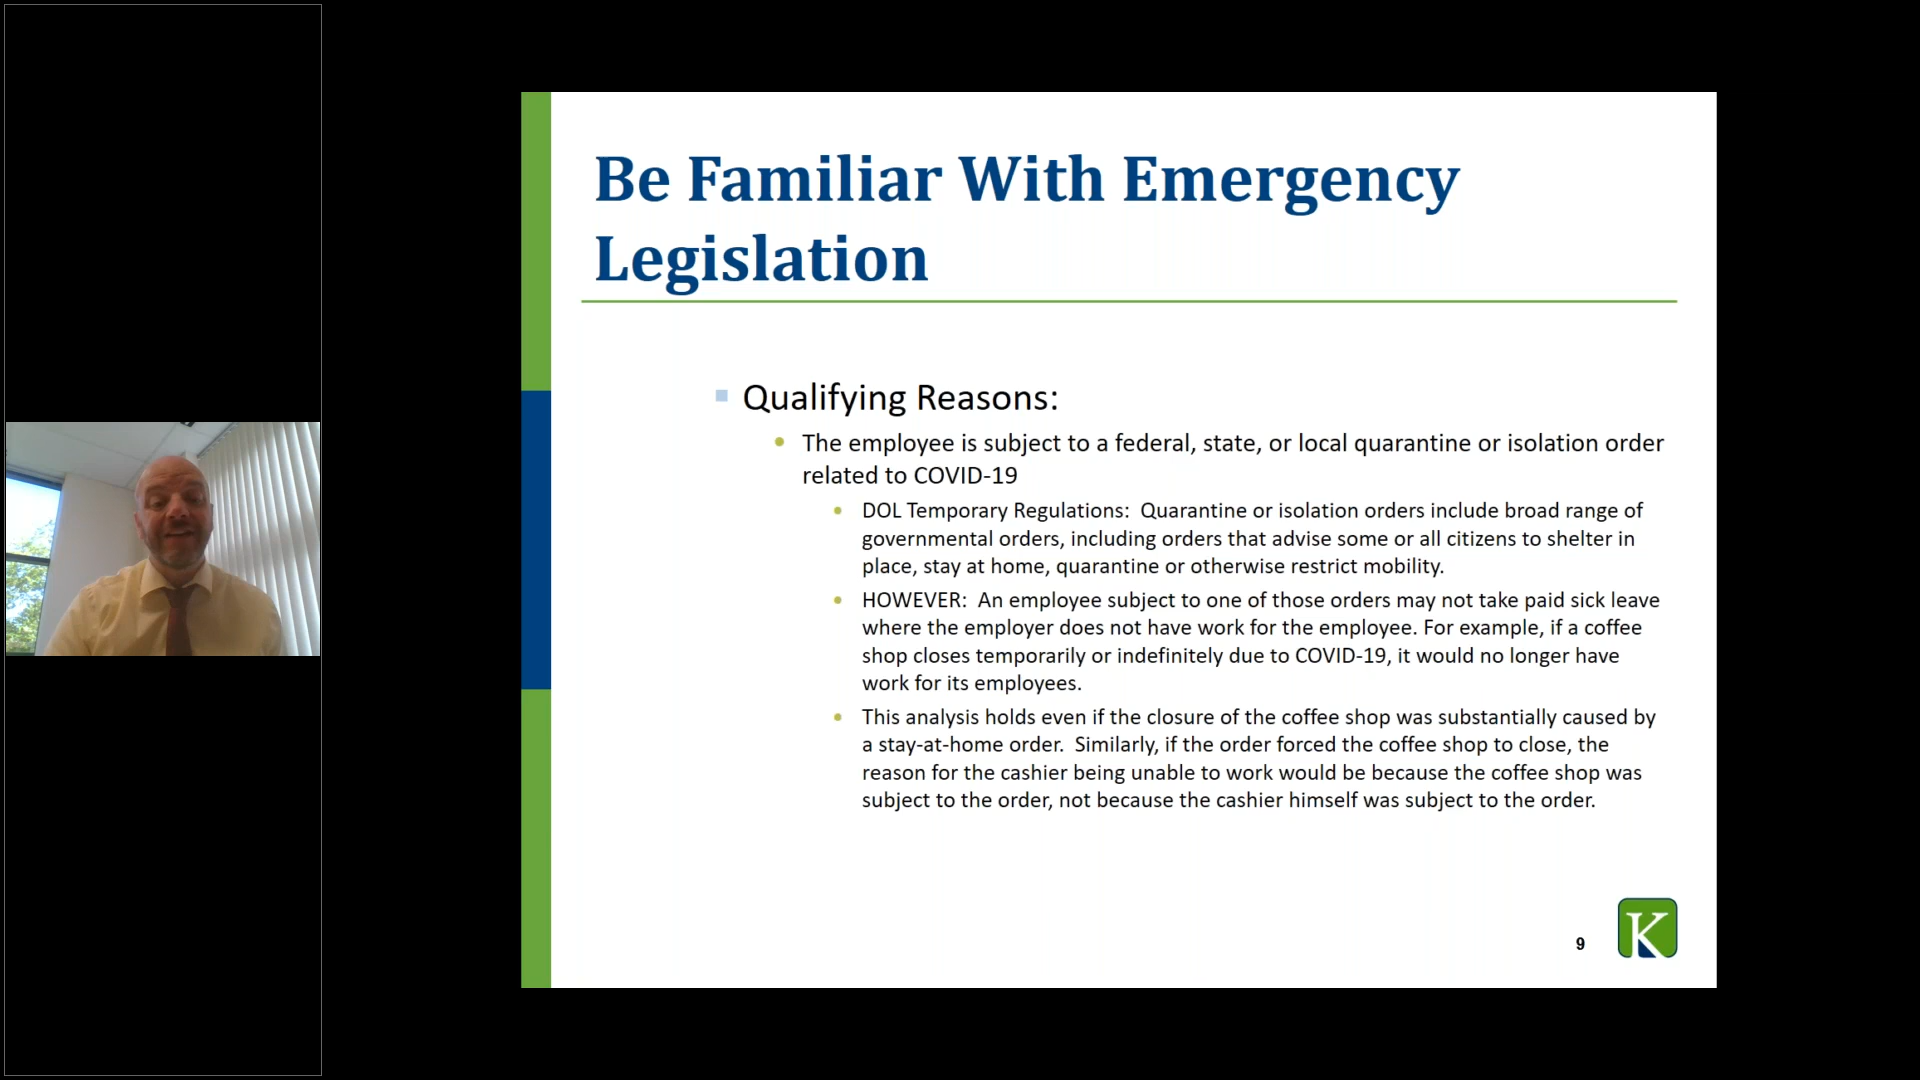 Be Familiar With Emergency
Legislation
Qualifying Reasons:
The employee is subject to a federal, state, or local quarantine or isolation order
related to COVID-19
DOL Temporary Regulations:  Quarantine or isolation orders include broad range of
governmental orders, including orders that advise some or all citizens to shelter in
place, stay at home, quarantine or otherwise restrict mobility.
HOWEVER:  An employee subject to one of those orders may not take paid sick leave
where the employer does not have work for the employee. For example, if a coffee
shop closes temporarily or indefinitely due to COVID-19, it would no longer have
work for its employees.
This analysis holds even if the closure of the coffee shop was substantially caused by
a stay-at-home order.  Similarly, if the order forced the coffee shop to close, the
reason for the cashier being unable to work would be because the coffee shop was
subject to the order, not because the cashier himself was subject to the order.
9
K